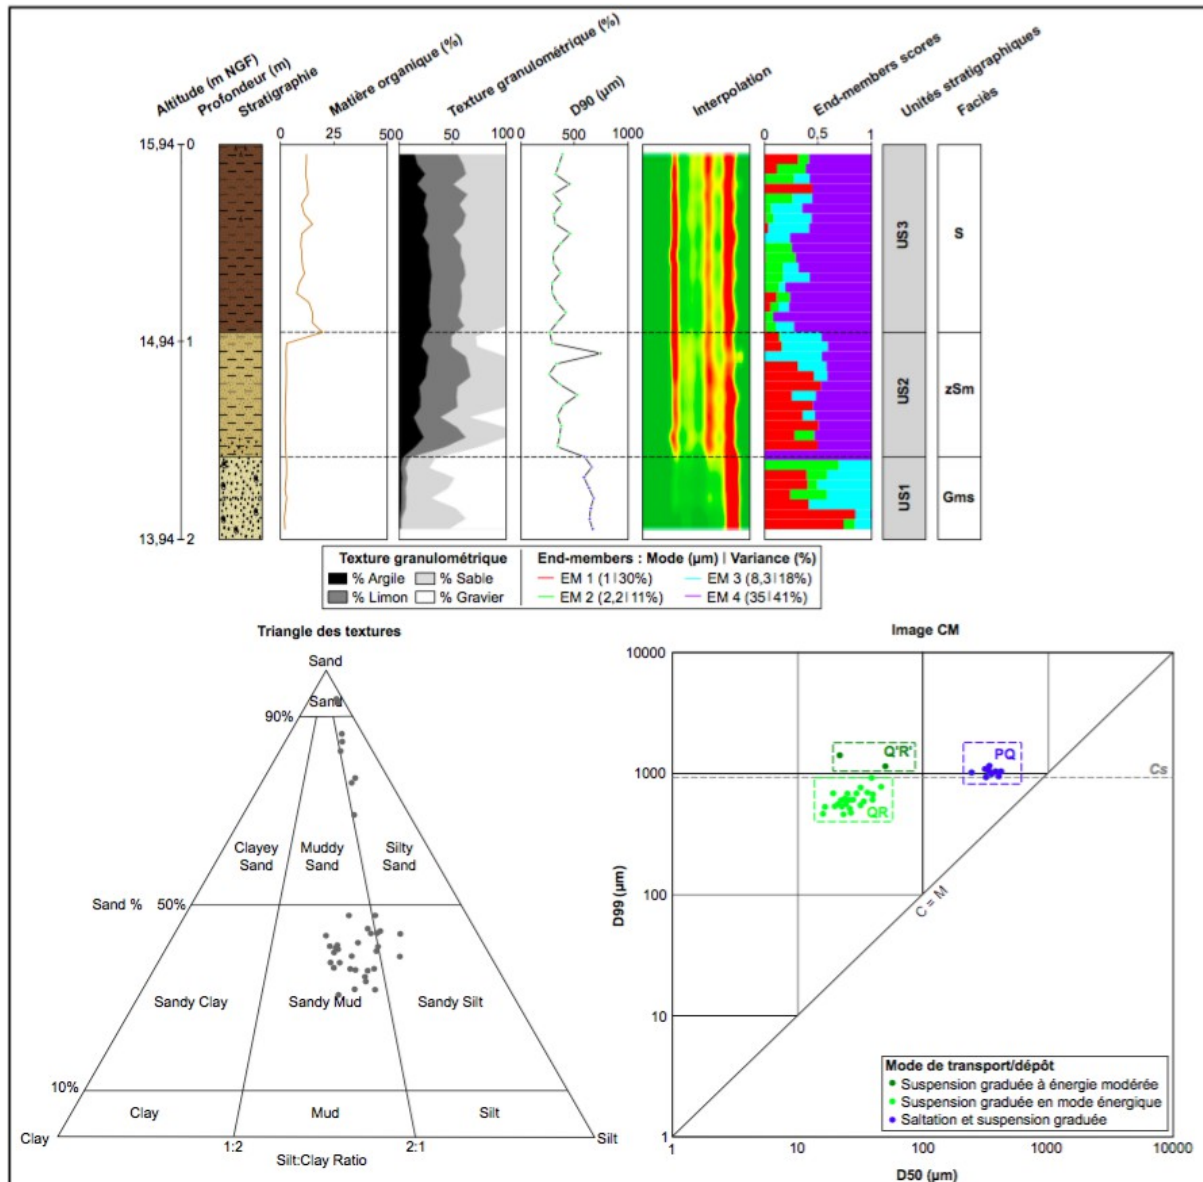 Altitude (m NGF)
Profondeur (m)
Stratigraphie
Matière organique (%)
Texture granulométrique (%)
D90 (µm)
Interpolation
End-members scores
Unités stratigraphiques
Faciès
0 25 50
0 50 100
0 500 1000
0 0,5 1
15,94 0
14,94 1
13,94 2
US3 S
US2 zSm
US1 Gms
Texture granulométrique
% Argile % Sable
% Limon % Gravier
End-members : Mode (µm) | Variance (%)
EM 1 (1|30%) EM 3 (8,3|18%)
EM 2 (2,2|11%) EM 4 (35|41%)
Triangle des textures
Sand
Sand
90%
Clayey Sand
Muddy Sand
Silty Sand
Sand % 50%
Sandy Clay Sandy Mud Sandy Silt
10%
Clay Mud Silt
Clay Silt
1:2 2:1
Silt:Clay Ratio
Image CM
10000
1000
100
10
1
D99 (µm)
Q'R'
PQ
QR
Cs
C = M
Mode de transport/dépôt
Suspension graduée à énergie modérée
Suspension graduée en mode énergique
Saltation et suspension graduée
1 10 100 1000 10000
D50 (µm)